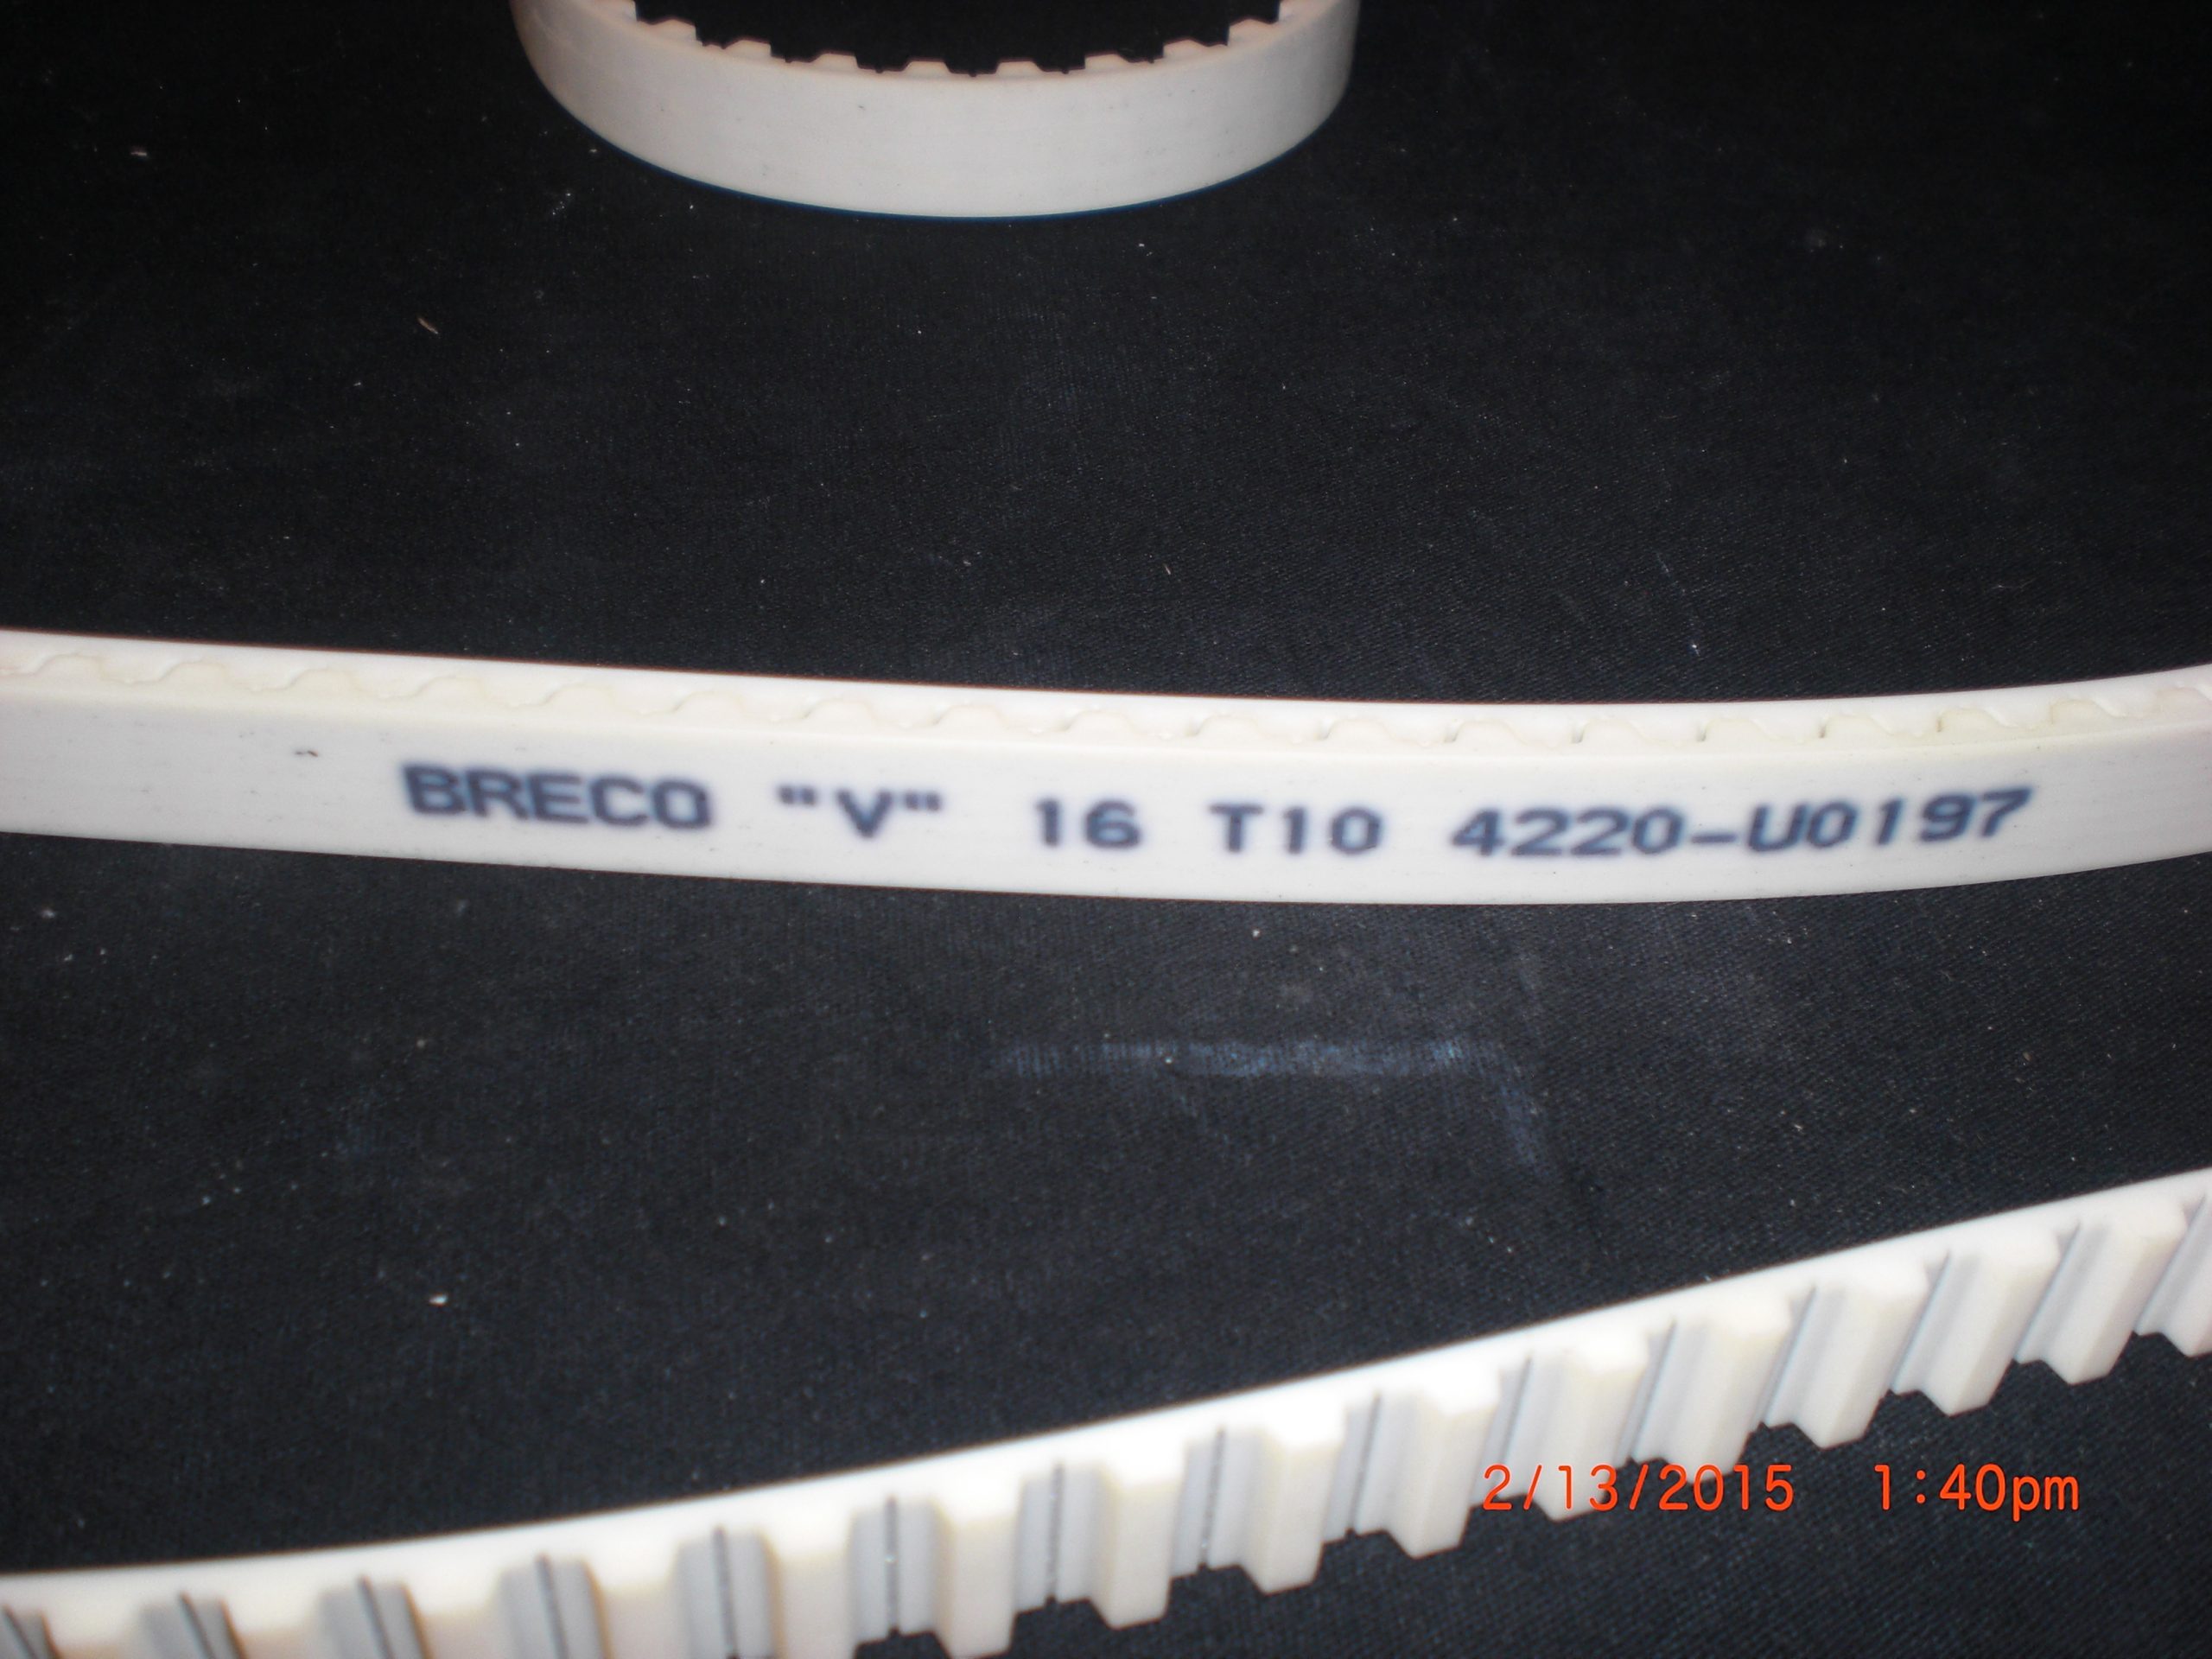 BRECO "V" 16 T10 4220-U0197
2/13/2015 1:40pm